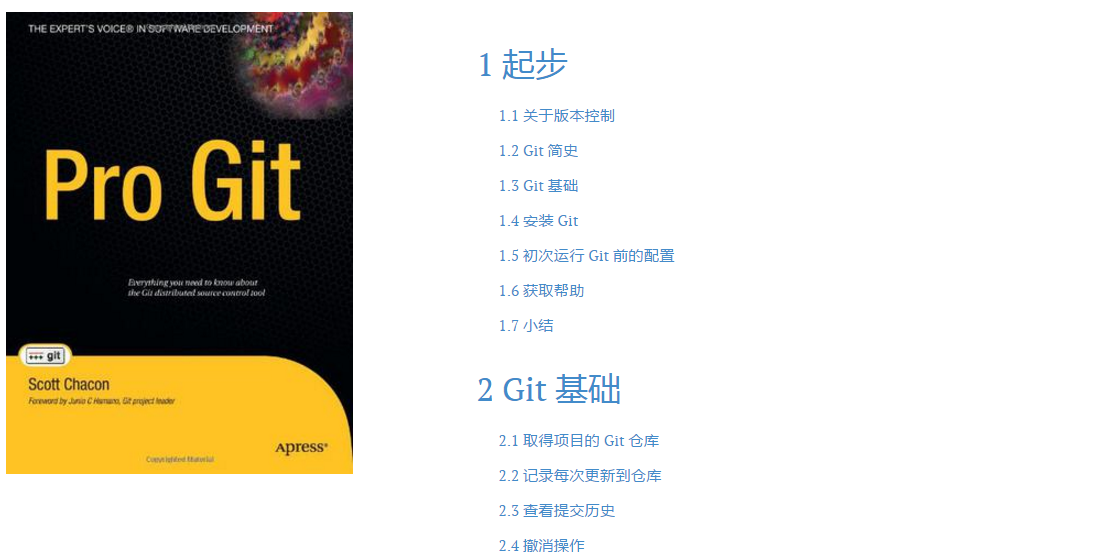 THE EXPERT'S VOICE® IN SOFTWARE DEVELOPMENT
Pro Git
Everything you need to know about
the Git distributed source control tool
git
Scott Chacon
Foreword by Junio C Hamano, Git project leader
Apress®
Copyrighted Material
1 起步
1.1 关于版本控制
1.2 Git 简史
1.3 Git 基础
1.4 安装 Git
1.5 初次运行 Git 前的配置
1.6 获取帮助
1.7 小结
2 Git 基础
2.1 取得项目的 Git 仓库
2.2 记录每次更新到仓库
2.3 查看提交历史
2.4 撤消操作